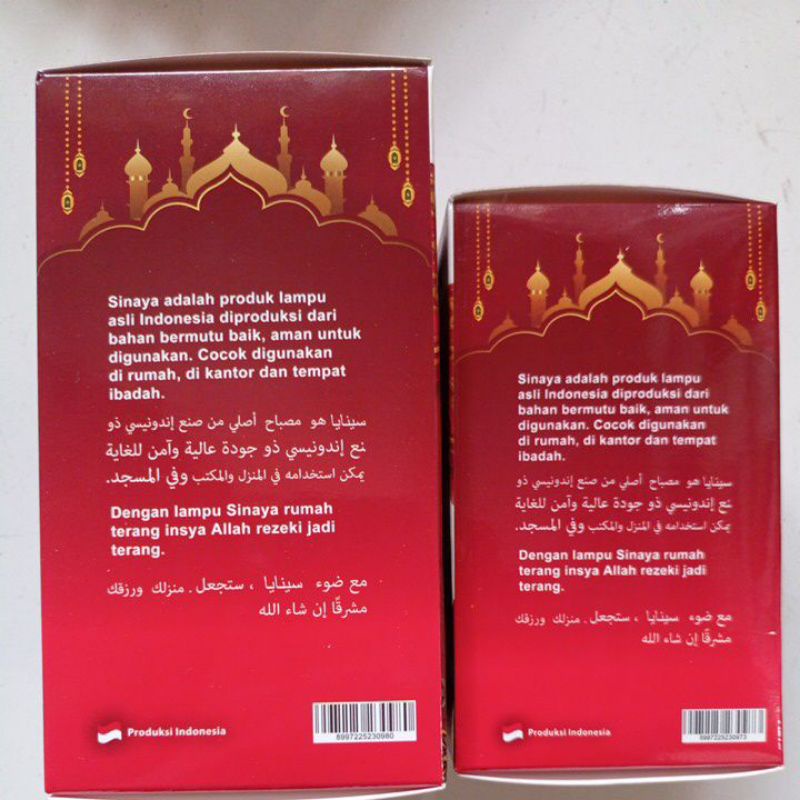 Sinaya adalah produk lampu
asli Indonesia diproduksi dari
bahan bermutu baik, aman untuk
digunakan. Cocok digunakan
di rumah, di kantor dan tempat
ibadah.
سينايا هو مصباح أصلي من صنع إندونيسي ذو
نع إندونيسي ذو جودة عالية وآمن للغاية
يمكن استخدامه في المنزل والمكتب وفي المسجد.
Dengan lampu Sinaya rumah
terang insya Allah rezeki jadi
terang.
مع ضوء سينايا ، ستجعل . منزلك ورزقك
مشرقًا إن شاء الله
Produksi Indonesia
8997225230980
Sinaya adalah produk lampu
asli Indonesia diproduksi dari
bahan bermutu baik, aman untuk
digunakan. Cocok digunakan
di rumah, di kantor dan tempat
ibadah.
سينايا هو مصباح أصلي من صنع إندونيسي ذو
نع إندونيسي ذو جودة عالية وآمن للغاية
يمكن استخدامه في المنزل والمكتب وفي المسجد.
Dengan lampu Sinaya rumah
terang insya Allah rezeki jadi
terang.
مع ضوء سينايا ، ستجعل . منزلك ورزقك
مشرقًا إن شاء الله
Produksi Indonesia
8997225230973